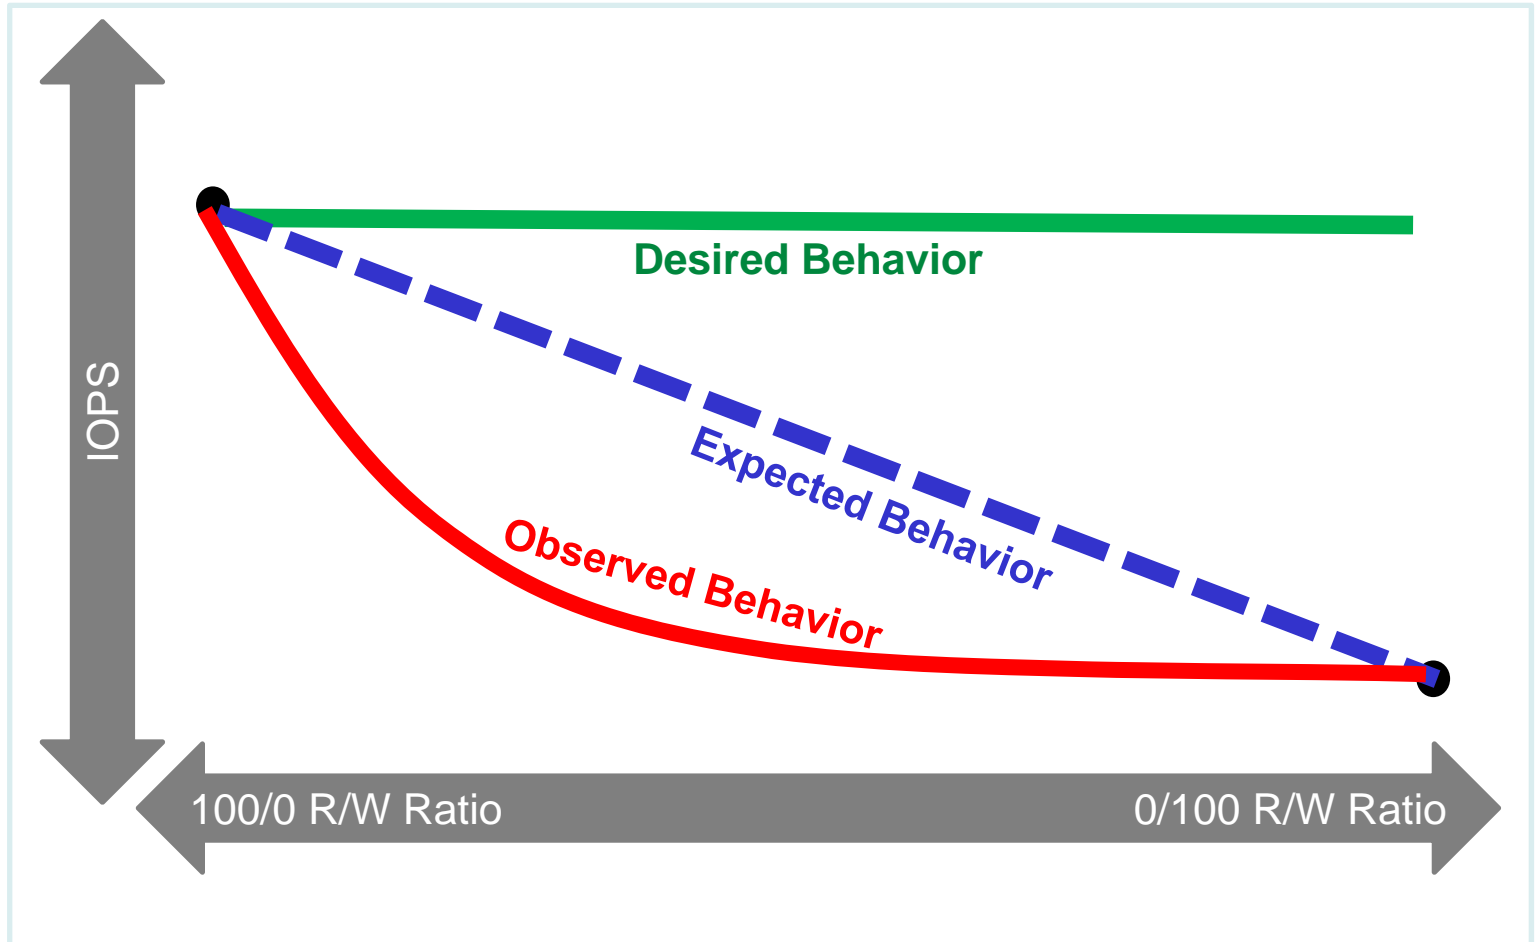 IOPS
Desired Behavior
Expected Behavior
Observed Behavior
100/0 R/W Ratio
0/100 R/W Ratio